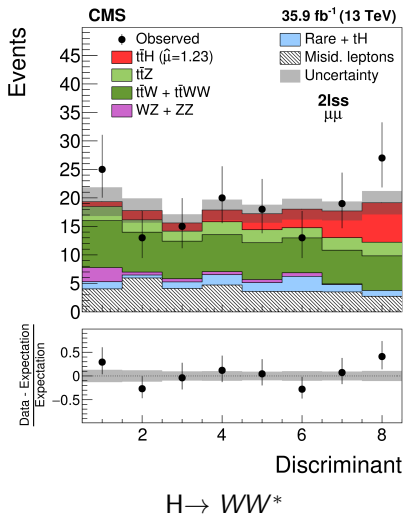 CMS 35.9 fb⁻¹ (13 TeV)
Events
Observed
tt̄H (μ̂=1.23)
tt̄Z
tt̄W + tt̄WW
WZ + ZZ
Rare + tH
Misid. leptons
Uncertainty
2lss
μμ
45
40
35
30
25
20
15
10
5
0
Data - Expectation
Expectation
0.5
0
−0.5
2 4 6 8
Discriminant
H→ WW*